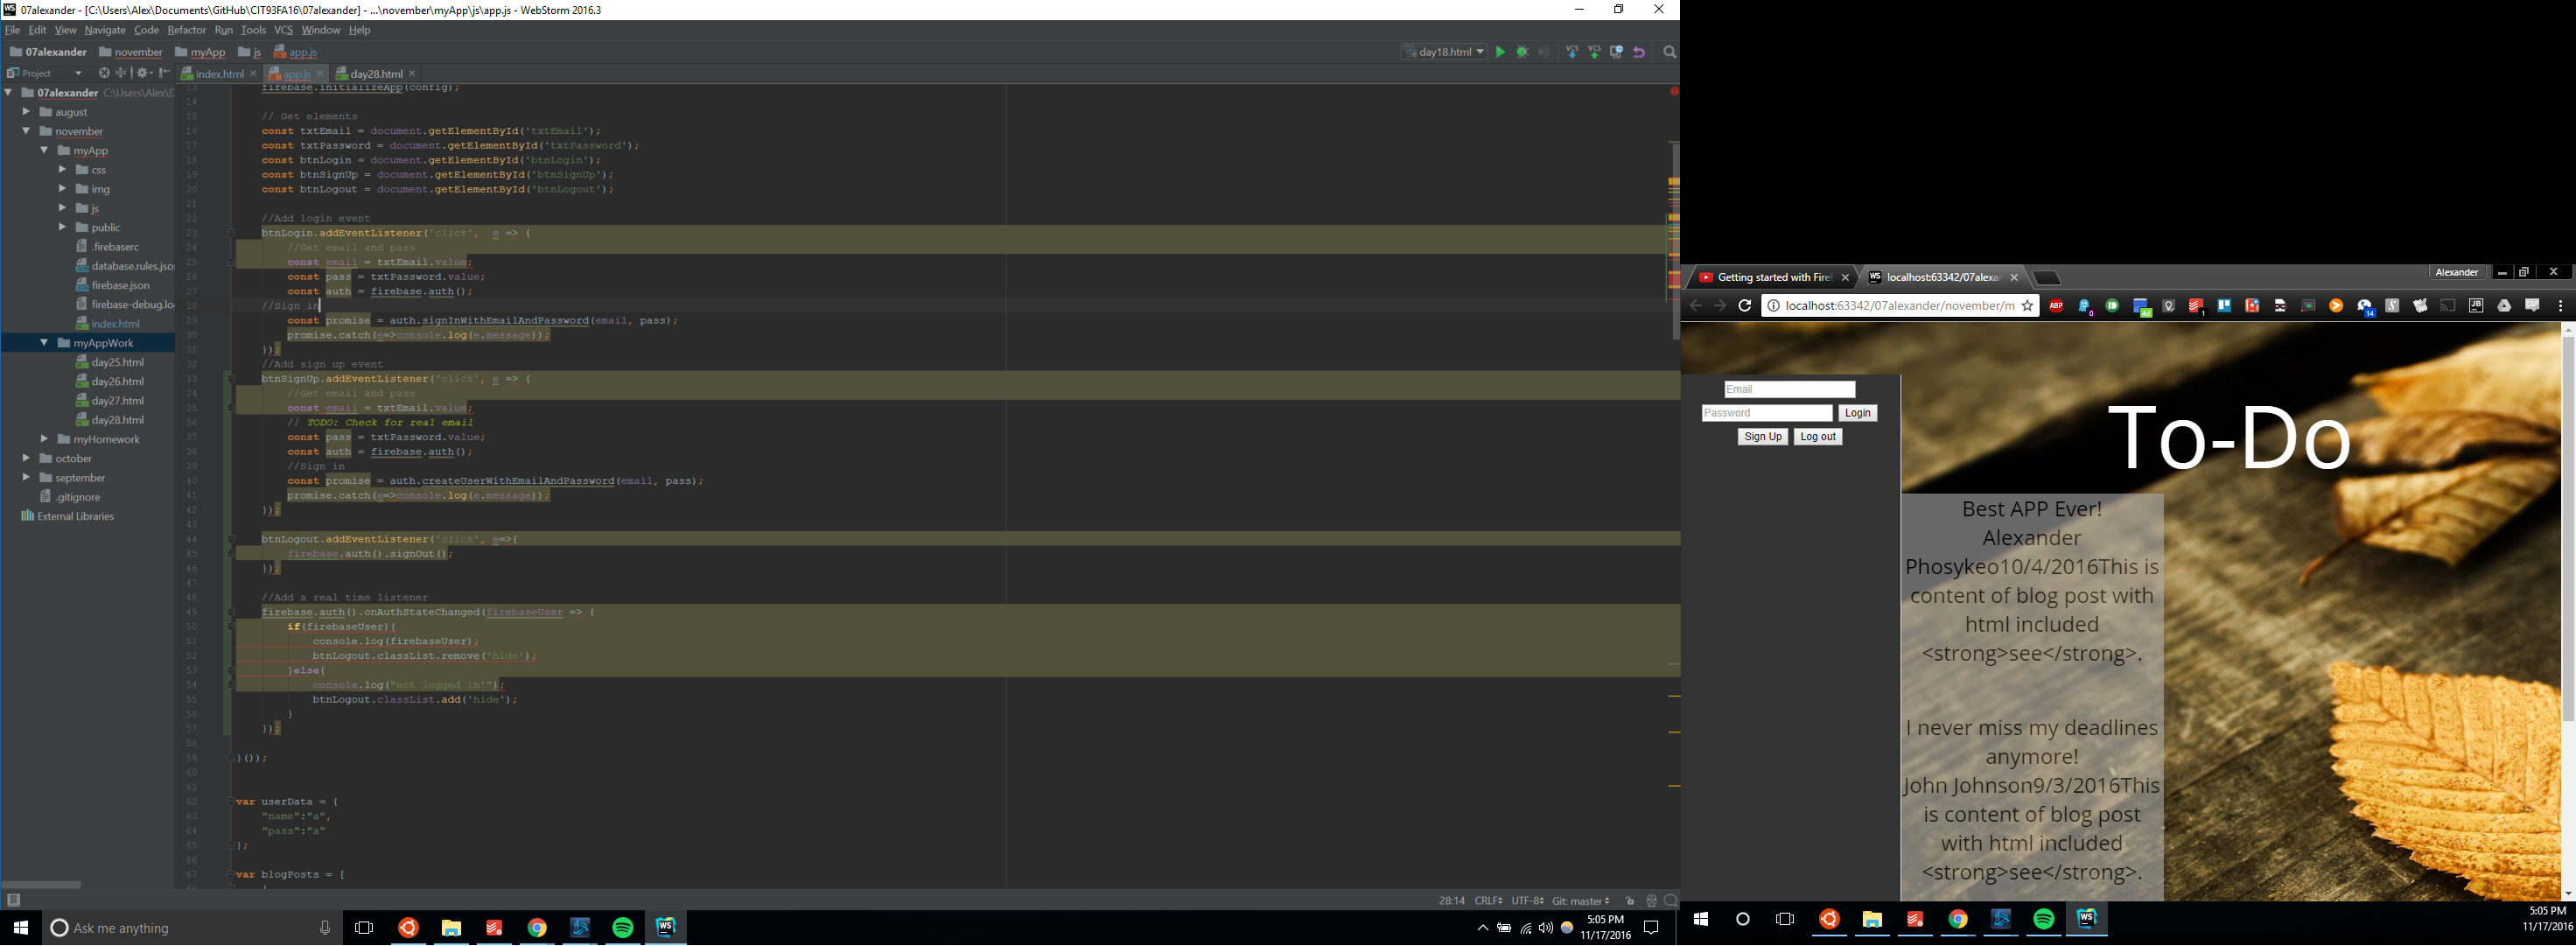 07alexander - [C:\Users\Alex\Documents\GitHub\CIT93FA16\07alexander] - ...\november\myApp\js\app.js - WebStorm 2016.3
File Edit View Navigate Code Refactor Run Tools VCS Window Help
07alexander november myApp js app.js
day18.html
VCS VCS
Project
index.html app.js day28.html
07alexander C:\Users\Alex\D
august
november
myApp
css
img
js
public
.firebaserc
database.rules.jso
firebase.json
firebase-debug.lo
index.html
myAppWork
day25.html
day26.html
day27.html
day28.html
myHomework
october
september
.gitignore
External Libraries
13 firebase.initializeApp(config);
14
15 // Get elements
16 const txtEmail = document.getElementById('txtEmail');
17 const txtPassword = document.getElementById('txtPassword');
18 const btnLogin = document.getElementById('btnLogin');
19 const btnSignUp = document.getElementById('btnSignUp');
20 const btnLogout = document.getElementById('btnLogout');
21
22 //Add login event
23 btnLogin.addEventListener('click', e => {
24 //Get email and pass
25 const email = txtEmail.value;
26 const pass = txtPassword.value;
27 const auth = firebase.auth();
28 //Sign in
29 const promise = auth.signInWithEmailAndPassword(email, pass);
30 promise.catch(e=>console.log(e.message));
31 });
32 //Add sign up event
33 btnSignUp.addEventListener('click', e => {
34 //Get email and pass
35 const email = txtEmail.value;
36 // TODO: Check for real email
37 const pass = txtPassword.value;
38 const auth = firebase.auth();
39 //Sign in
40 const promise = auth.createUserWithEmailAndPassword(email, pass);
41 promise.catch(e=>console.log(e.message));
42 });
43
44 btnLogout.addEventListener('click', e=>{
45 firebase.auth().signOut();
46 });
47
48 //Add a real time listener
49 firebase.auth().onAuthStateChanged(firebaseUser => {
50 if(firebaseUser){
51 console.log(firebaseUser);
52 btnLogout.classList.remove('hide');
53 }else{
54 console.log("not logged in'");
55 btnLogout.classList.add('hide');
56 }
57 });
58
59 }());
60
61
62 var userData = {
63 "name":"a",
64 "pass":"a"
65 };
66
67 var blogPosts = [
28:14 CRLF UTF-8 Git: master
Ask me anything
5:05 PM
11/17/2016
Getting started with Fire
localhost:63342/07alexan
Alexander
localhost:63342/07alexander/november/m
ABP 0 4d 1 14 JB
Email
Password Login
Sign Up Log out
To-Do
Best APP Ever!
Alexander
Phosykeo10/4/2016This is
content of blog post with
html included
<strong>see</strong>.
I never miss my deadlines
anymore!
John Johnson9/3/2016This
is content of blog post
with html included
<strong>see</strong>.
5:05 PM
11/17/2016